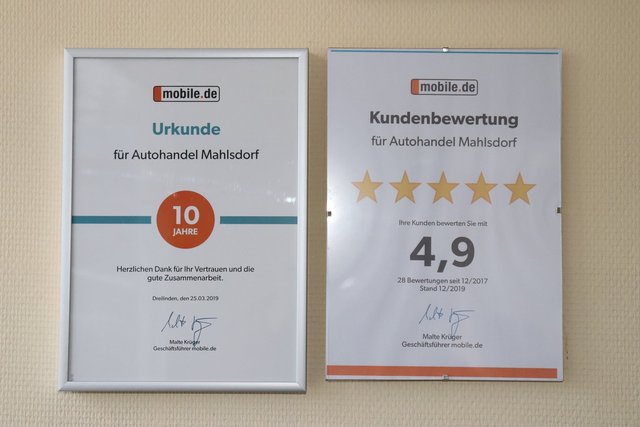 mobile.de
Urkunde
für Autohandel Mahlsdorf
10
JAHRE
Herzlichen Dank für Ihr Vertrauen und die
gute Zusammenarbeit.
Dreilinden, den 25.03.2019
Malte Krüger
Geschäftsführer mobile.de
mobile.de
Kundenbewertung
für Autohandel Mahlsdorf
Ihre Kunden bewerten Sie mit
4,9
28 Bewertungen seit 12/2017
Stand 12/2019
Malte Krüger
Geschäftsführer mobile.de